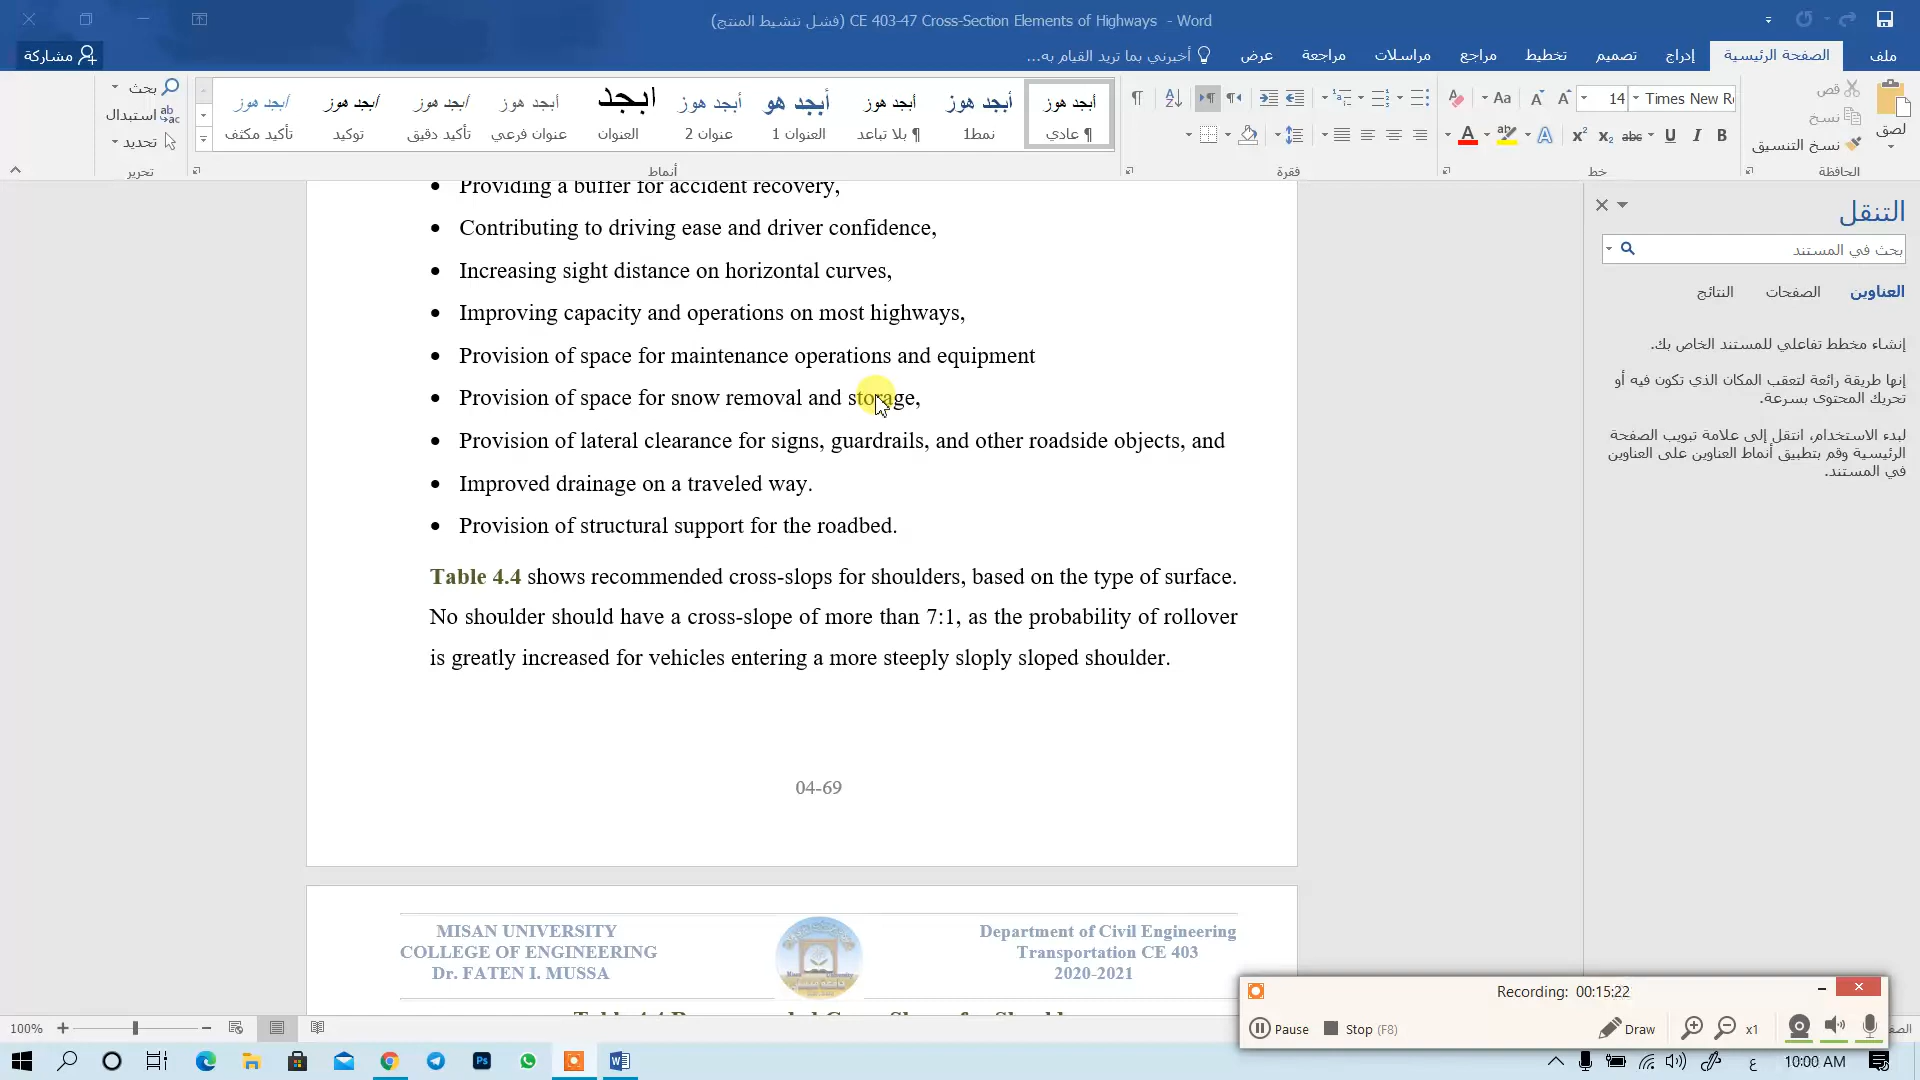 CE 403-47 Cross-Section Elements of Highways (فشل تنشيط المنتج) - Word
ملف
الصفحة الرئيسية
إدراج
تصميم
تخطيط
مراجع
مراسلات
مراجعة
عرض
أخبرني بما تريد القيام به...
مشاركة
لصق
قص
نسخ
نسخ التنسيق
الحافظة
Times New R
14
Aa
B I U abc X₂ X² A
خط
فقرة
أبجد هوز
¶ عادي
أبجد هوز
نمط1
أبجد هوز
¶ بلا تباعد
أبجد هو
العنوان 1
أبجد هوز
عنوان 2
ابجد
العنوان
أبجد هوز
عنوان فرعي
أبجد هوز
تأكيد دقيق
أبجد هوز
توكيد
أبجد هوز
تأكيد مكثف
أنماط
بحث
استبدال
تحديد
تحرير
• Providing a buffer for accident recovery,
• Contributing to driving ease and driver confidence,
• Increasing sight distance on horizontal curves,
• Improving capacity and operations on most highways,
• Provision of space for maintenance operations and equipment
• Provision of space for snow removal and storage,
• Provision of lateral clearance for signs, guardrails, and other roadside objects, and
• Improved drainage on a traveled way.
• Provision of structural support for the roadbed.
Table 4.4 shows recommended cross-slops for shoulders, based on the type of surface.
No shoulder should have a cross-slope of more than 7:1, as the probability of rollover
is greatly increased for vehicles entering a more steeply sloply sloped shoulder.
04-69
MISAN UNIVERSITY
COLLEGE OF ENGINEERING
Dr. FATEN I. MUSSA
Department of Civil Engineering
Transportation CE 403
2020-2021
التنقل
بحث في المستند
العناوين
الصفحات
النتائج
إنشاء مخطط تفاعلي للمستند الخاص بك.
إنها طريقة رائعة لتعقب المكان الذي تكون فيه أو
تحريك المحتوى بسرعة.
لبدء الاستخدام، انتقل إلى علامة تبويب الصفحة
الرئيسية وقم بتطبيق أنماط العناوين على العناوين
في المستند.
Recording: 00:15:22
Pause
Stop (F8)
Draw
x1
100%
Ps
ع
10:00 AM